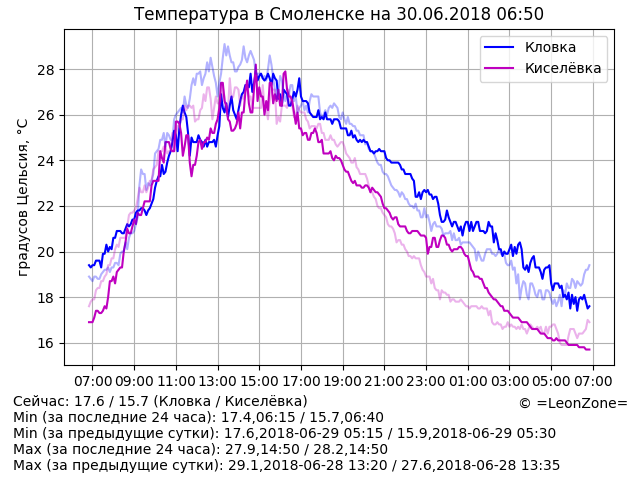 Температура в Смоленске на 30.06.2018 06:50
Кловка
Киселёвка
градусов Цельсия, °C
28
26
24
22
20
18
16
07:00 09:00 11:00 13:00 15:00 17:00 19:00 21:00 23:00 01:00 03:00 05:00 07:00
Сейчас: 17.6 / 15.7 (Кловка / Киселёвка)
© =LeonZone=
Min (за последние 24 часа): 17.4,06:15 / 15.7,06:40
Min (за предыдущие сутки): 17.6,2018-06-29 05:15 / 15.9,2018-06-29 05:30
Max (за последние 24 часа): 27.9,14:50 / 28.2,14:50
Max (за предыдущие сутки): 29.1,2018-06-28 13:20 / 27.6,2018-06-28 13:35